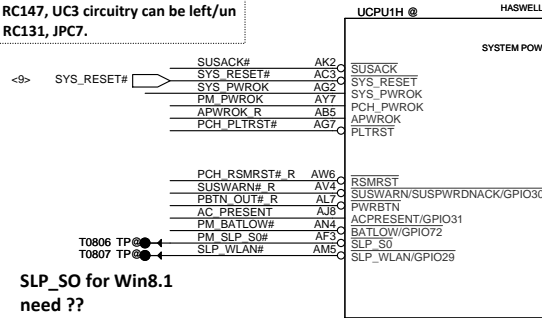 RC147, UC3 circuitry can be left/un
RC131, JPC7.
UCPU1H @
HASWELL
SYSTEM POW
<9> SYS_RESET#
SUSACK# AK2 SUSACK
SYS_RESET# AC3 SYS_RESET
SYS_PWROK AG2 SYS_PWROK
PM_PWROK AY7 PCH_PWROK
APWROK_R AB5 APWROK
PCH_PLTRST# AG7 PLTRST
PCH_RSMRST#_R AW6 RSMRST
SUSWARN#_R AV4 SUSWARN/SUSPWRDNACK/GPIO30
PBTN_OUT#_R AL7 PWRBTN
AC_PRESENT AJ8 ACPRESENT/GPIO31
PM_BATLOW# AN4 BATLOW/GPIO72
T0806 TP@ PM_SLP_S0# AF3 SLP_S0
T0807 TP@ SLP_WLAN# AM5 SLP_WLAN/GPIO29
SLP_SO for Win8.1
need ??